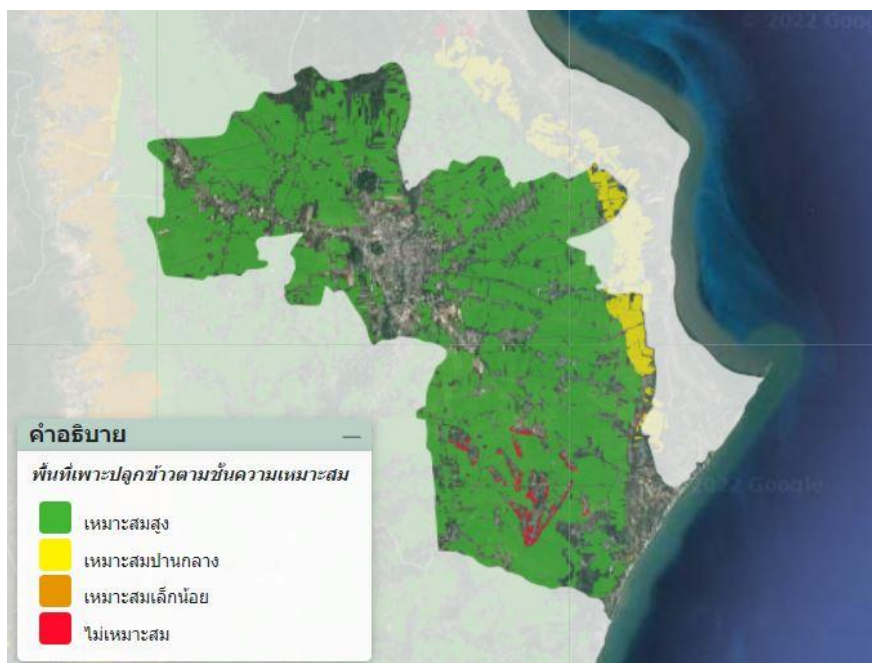 © 2022 Goog
คำอธิบาย
พื้นที่เพาะปลูกข้าวตามชั้นความเหมาะสม
เหมาะสมสูง
เหมาะสมปานกลาง
เหมาะสมเล็กน้อย
ไม่เหมาะสม
2022 Google